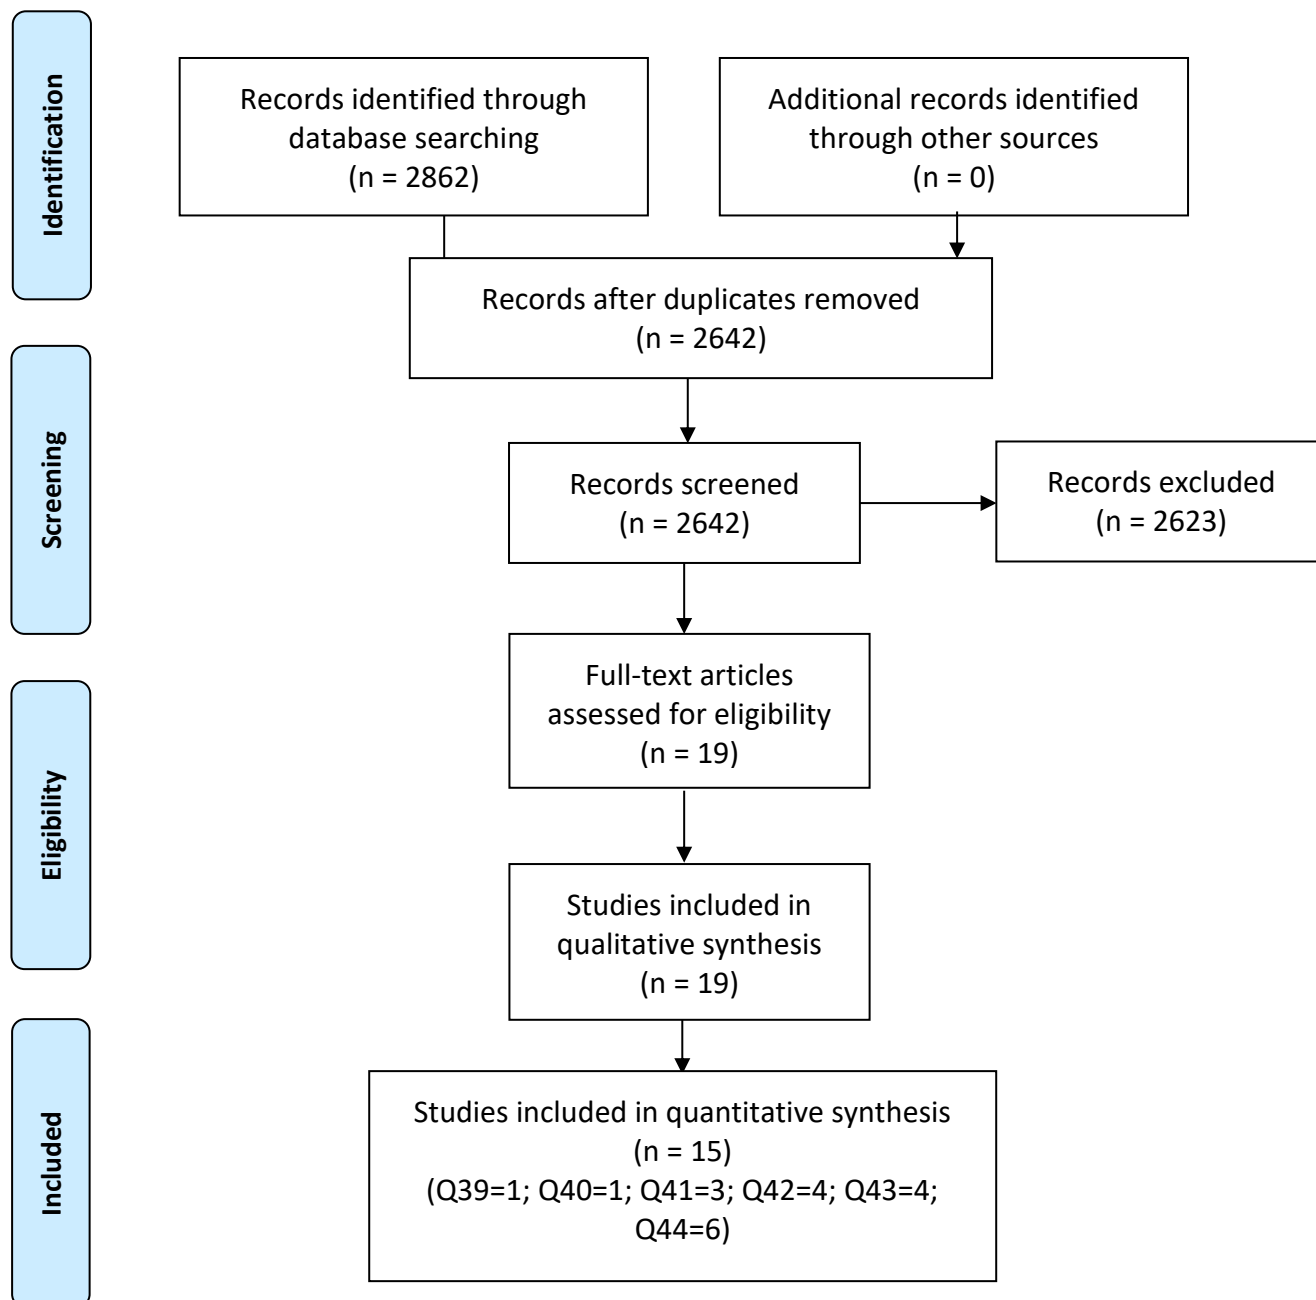 Identification
Records identified through
database searching
(n = 2862)
Additional records identified
through other sources
(n = 0)
Records after duplicates removed
(n = 2642)
Screening
Records screened
(n = 2642)
Records excluded
(n = 2623)
Full-text articles
assessed for eligibility
(n = 19)
Eligibility
Studies included in
qualitative synthesis
(n = 19)
Included
Studies included in quantitative synthesis
(n = 15)
(Q39=1; Q40=1; Q41=3; Q42=4; Q43=4;
Q44=6)